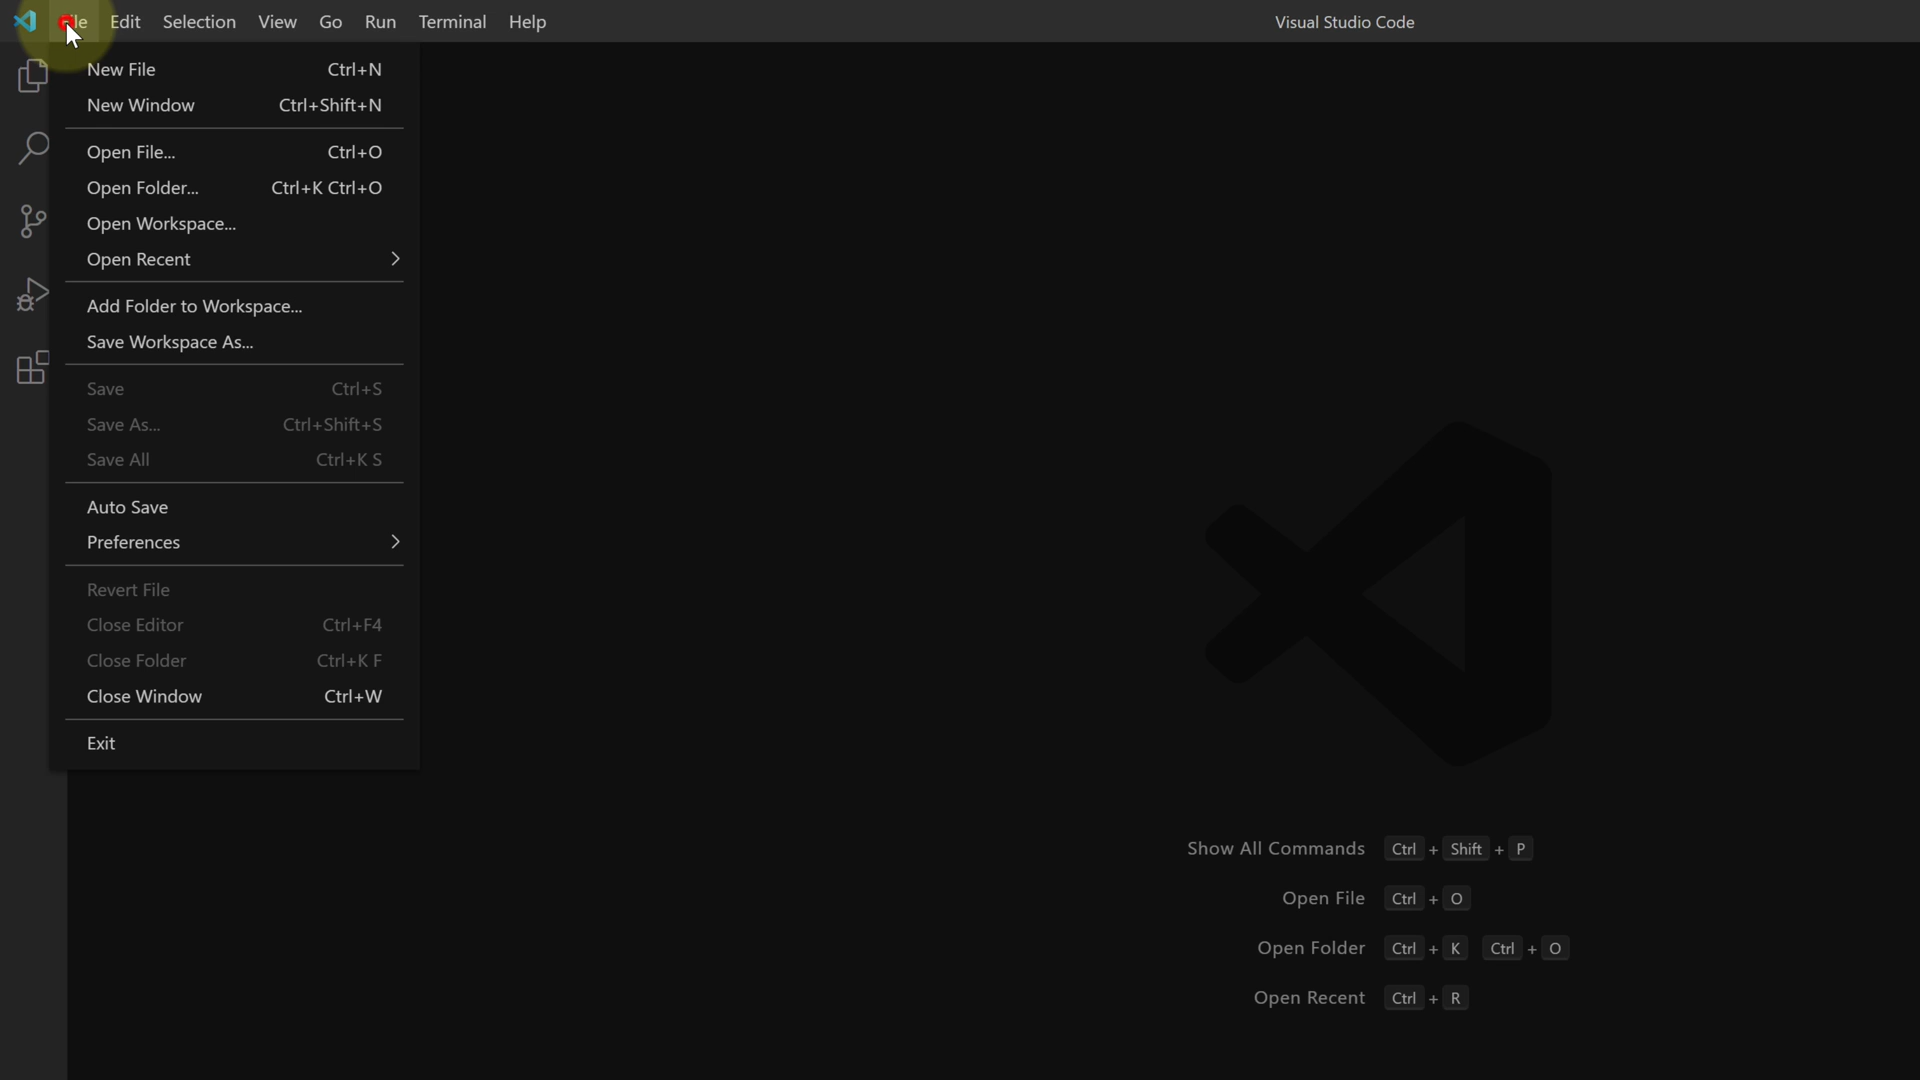 Edit Selection View Go Run Terminal Help Visual Studio Code
New File Ctrl+N
New Window Ctrl+Shift+N
Open File... Ctrl+O
Open Folder... Ctrl+K Ctrl+O
Open Workspace...
Open Recent
Add Folder to Workspace...
Save Workspace As...
Save Ctrl+S
Save As... Ctrl+Shift+S
Save All Ctrl+K S
Auto Save
Preferences
Revert File
Close Editor Ctrl+F4
Close Folder Ctrl+K F
Close Window Ctrl+W
Exit
Show All Commands Ctrl + Shift + P
Open File Ctrl + O
Open Folder Ctrl + K Ctrl + O
Open Recent Ctrl + R